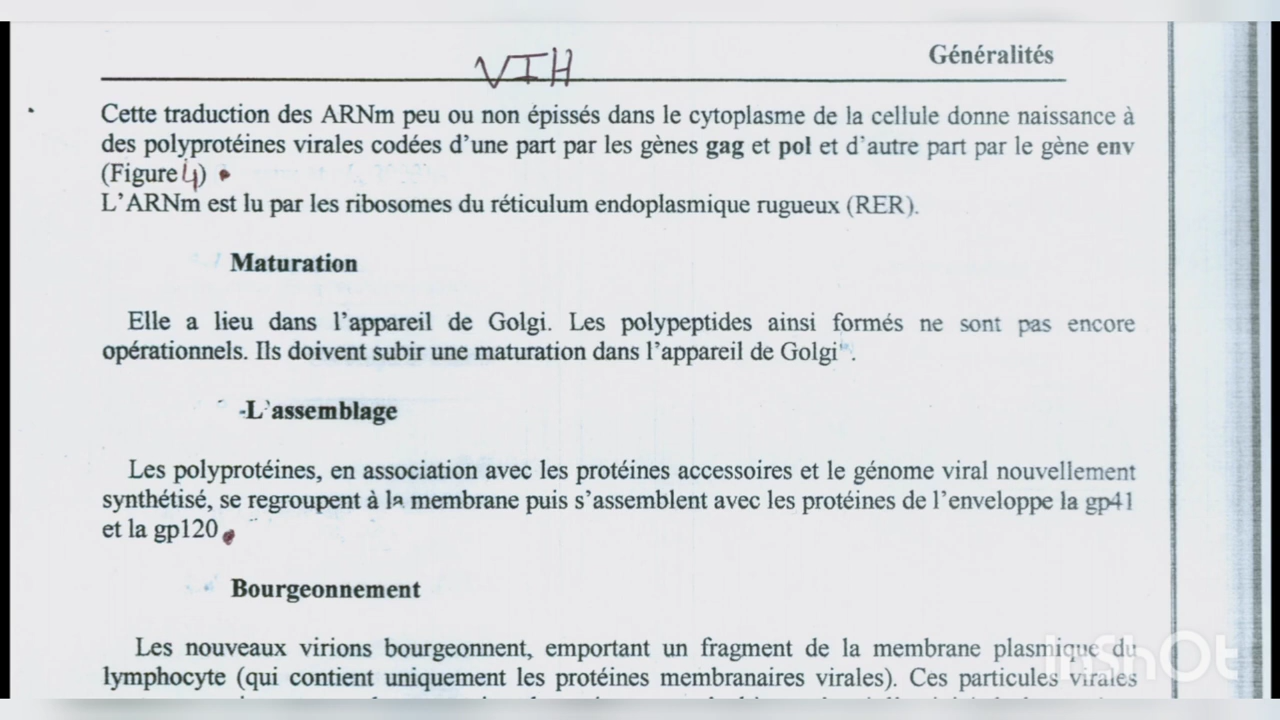 VIH
Généralités
Cette traduction des ARNm peu ou non épissés dans le cytoplasme de la cellule donne naissance à
des polyprotéines virales codées d'une part par les gènes gag et pol et d'autre part par le gène env
(Figure 4)
L'ARNm est lu par les ribosomes du réticulum endoplasmique rugueux (RER).
Maturation
Elle a lieu dans l'appareil de Golgi. Les polypeptides ainsi formés ne sont pas encore
opérationnels. Ils doivent subir une maturation dans l'appareil de Golgi.
-L'assemblage
Les polyprotéines, en association avec les protéines accessoires et le génome viral nouvellement
synthétisé, se regroupent à la membrane puis s'assemblent avec les protéines de l'enveloppe la gp41
et la gp120.
Bourgeonnement
Les nouveaux virions bourgeonnent, emportant un fragment de la membrane plasmique du
lymphocyte (qui contient uniquement les protéines membranaires virales). Ces particules virales
InShOt